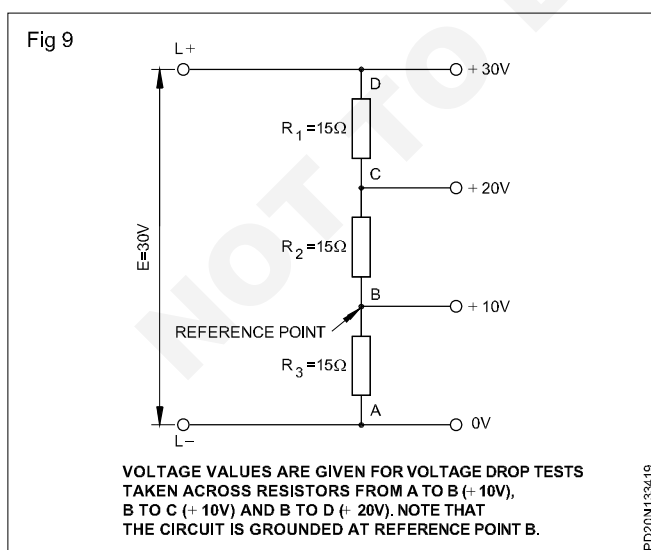 Fig 9
L+
+ 30V
D
R1 =15Ω
C
+ 20V
E=30V
R2 =15Ω
B
+ 10V
REFERENCE POINT
R3 =15Ω
A
0V
L–
VOLTAGE VALUES ARE GIVEN FOR VOLTAGE DROP TESTS
TAKEN ACROSS RESISTORS FROM A TO B (+ 10V),
B TO C (+ 10V) AND B TO D (+ 20V). NOTE THAT
THE CIRCUIT IS GROUNDED AT REFERENCE POINT B.
PD20N133419
NOT TO B